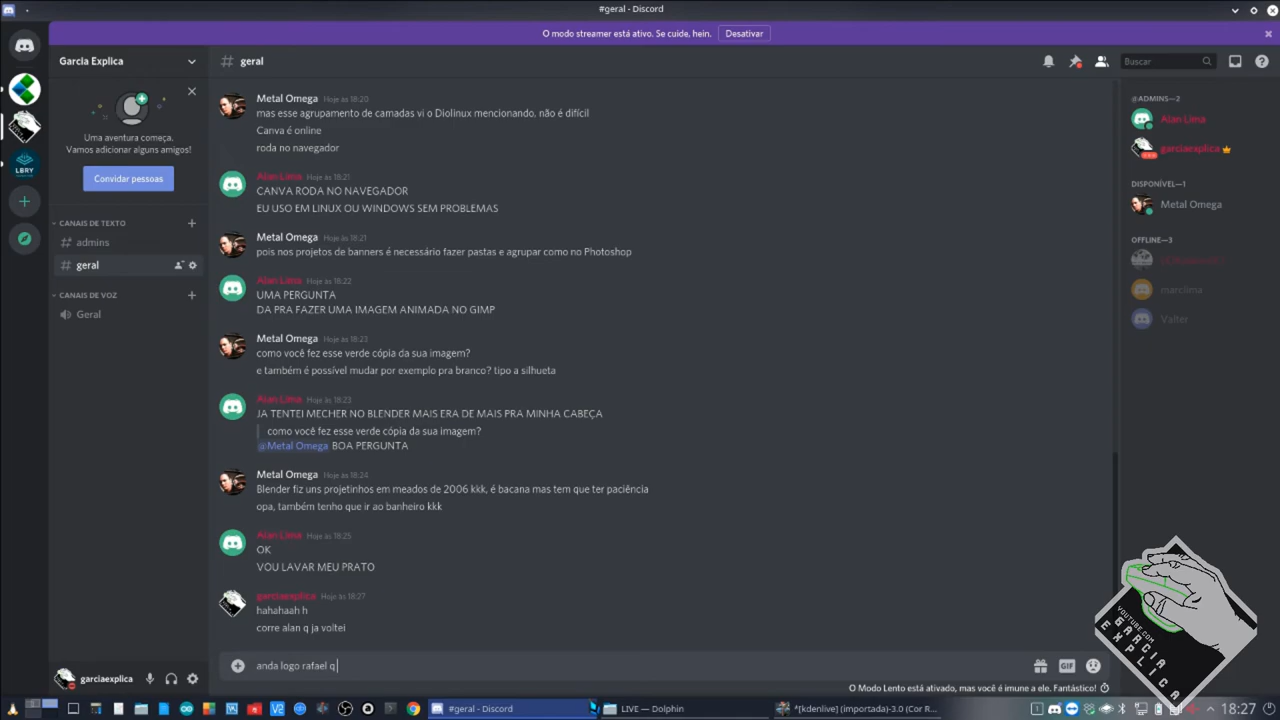 #geral - Discord
O modo streamer está ativo. Se cuide, hein. Desativar
Garcia Explica
# geral
Buscar
Uma aventura começa.
Vamos adicionar alguns amigos!
Convidar pessoas
CANAIS DE TEXTO
# admins
# geral
CANAIS DE VOZ
Geral
LBRY
Metal Omega Hoje às 18:20
mas esse agrupamento de camadas vi o Diolinux mencionando, não é difícil
Canva é online
roda no navegador
Alan Lima Hoje às 18:21
CANVA RODA NO NAVEGADOR
EU USO EM LINUX OU WINDOWS SEM PROBLEMAS
Metal Omega Hoje às 18:21
pois nos projetos de banners é necessário fazer pastas e agrupar como no Photoshop
Alan Lima Hoje às 18:22
UMA PERGUNTA
DA PRA FAZER UMA IMAGEM ANIMADA NO GIMP
Metal Omega Hoje às 18:23
como você fez esse verde cópia da sua imagem?
e também é possível mudar por exemplo pra branco? tipo a silhueta
Alan Lima Hoje às 18:23
JA TENTEI MECHER NO BLENDER MAIS ERA DE MAIS PRA MINHA CABEÇA
como você fez esse verde cópia da sua imagem?
@Metal Omega BOA PERGUNTA
Metal Omega Hoje às 18:24
Blender fiz uns projetinhos em meados de 2006 kkk, é bacana mas tem que ter paciência
opa, também tenho que ir ao banheiro kkk
Alan Lima Hoje às 18:25
OK
VOU LAVAR MEU PRATO
garciaexplica Hoje às 18:27
hahahaah h
corre alan q ja voltei
anda logo rafael q
GIF
O Modo Lento está ativado, mas você é imune a ele. Fantástico!
@ADMINS—2
Alan Lima
garciaexplica
DISPONÍVEL—1
Metal Omega
OFFLINE—3
marclima
Valter
garciaexplica
YOUTUBE.COM
GARCIA
EXPLICA
#geral - Discord
LIVE — Dolphin
*[kdenlive] (importada)-3.0 (Cor R...
18:27